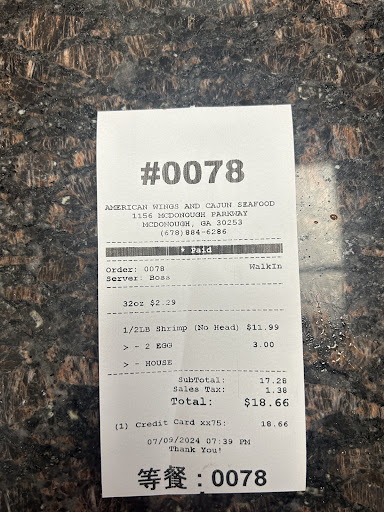 #0078
AMERICAN WINGS AND CAJUN SEAFOOD
1156 MCDONOUGH PARKWAY
MCDONOUGH, GA 30253
(678)884-6286
* Paid
Order: 0078 WalkIn
Server: Boss
32oz $2.29
1/2LB Shrimp (No Head) $11.99
> - 2 EGG 3.00
> - HOUSE
SubTotal: 17.28
Sales Tax: 1.38
Total: $18.66
(1) Credit Card xx75: 18.66
07/09/2024 07:39 PM
Thank You!
等餐 : 0078